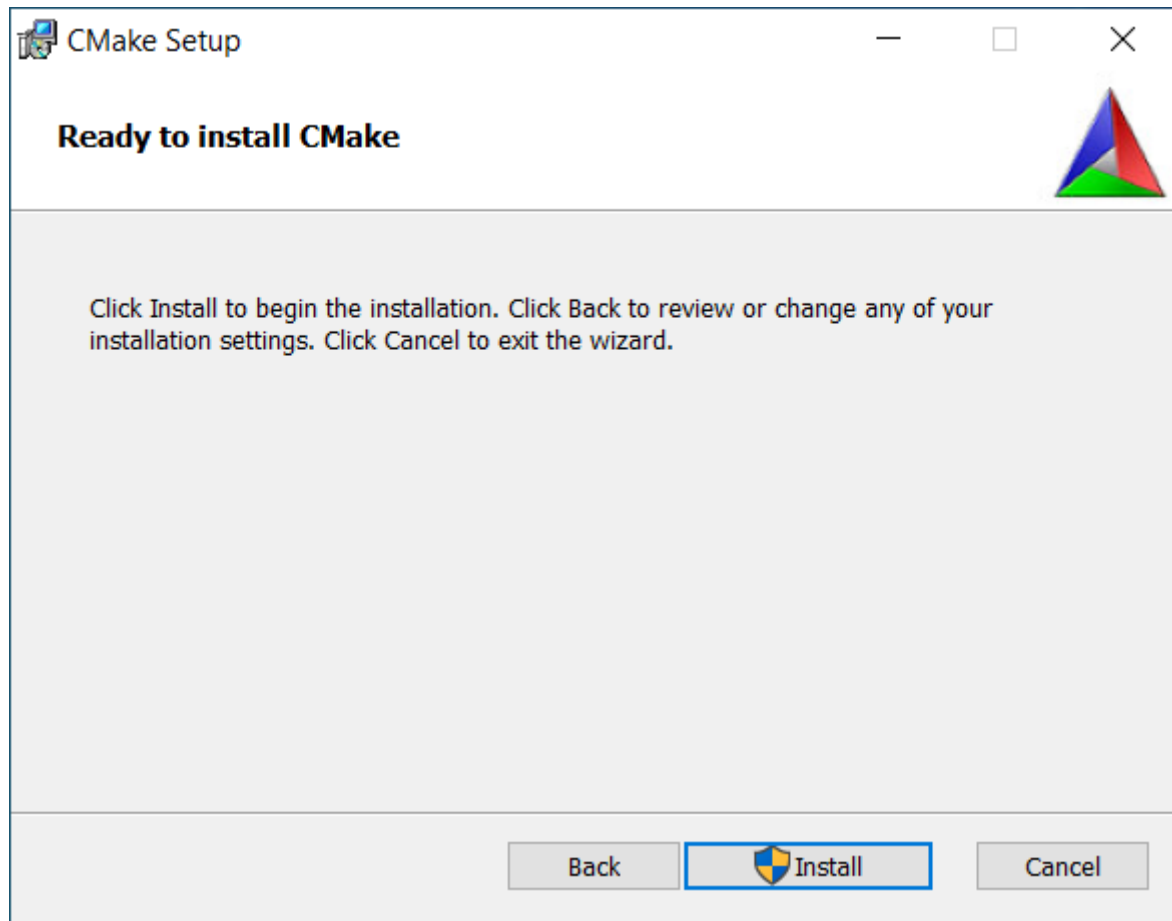 CMake Setup
Ready to install CMake
Click Install to begin the installation. Click Back to review or change any of your
installation settings. Click Cancel to exit the wizard.
Back
Install
Cancel